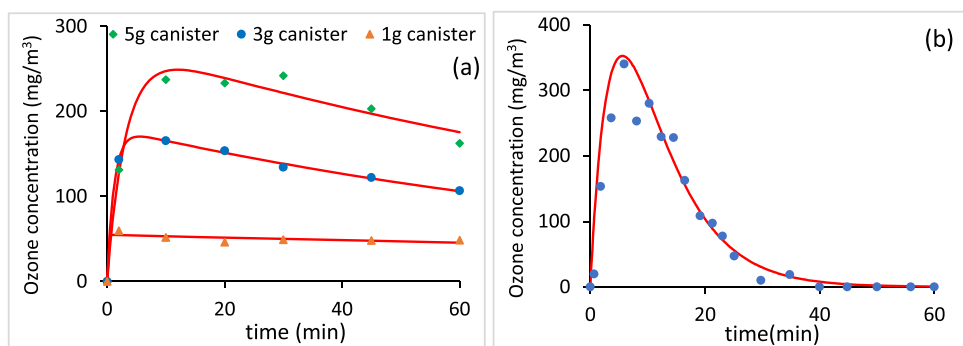 5g canister 3g canister 1g canister
(a)
Ozone concentration (mg/m³)
300
200
100
0
0 20 40 60
time (min)
(b)
Ozone concentration (mg/m³)
400
300
200
100
0
0 20 40 60
time(min)